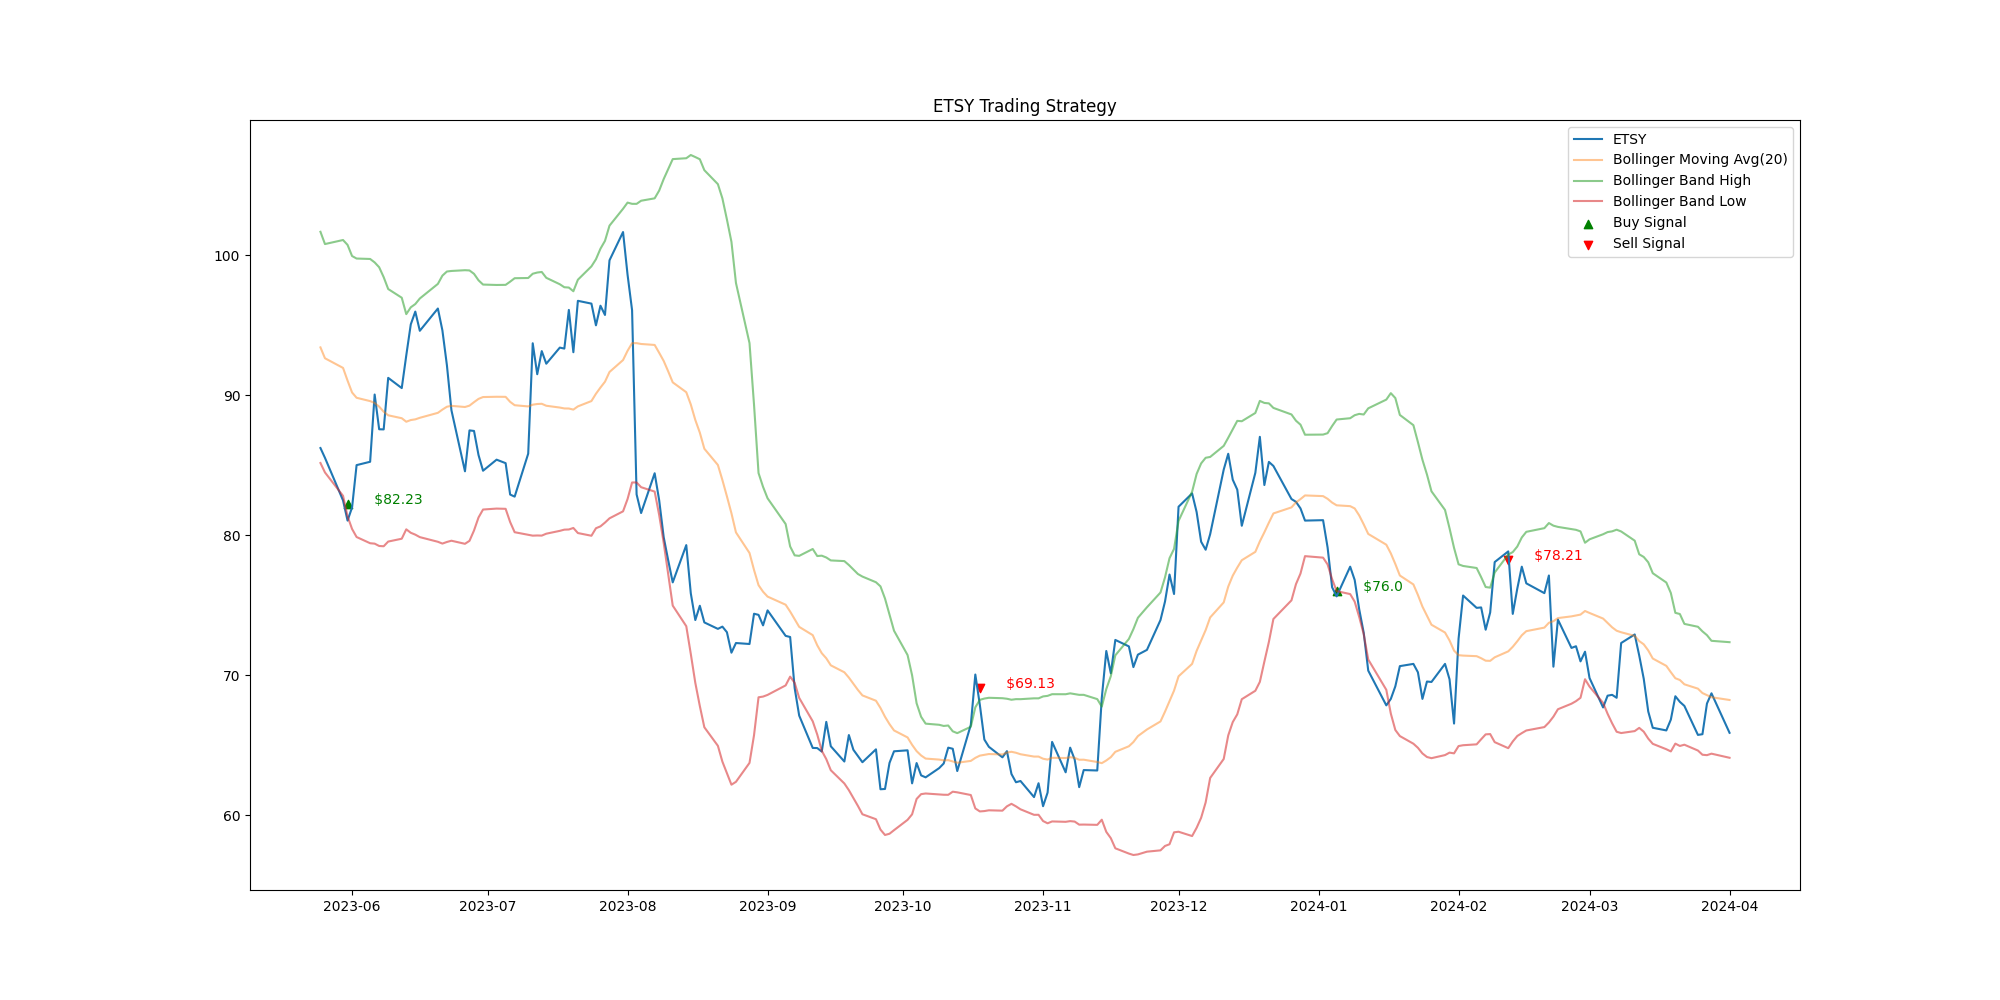 ETSY Trading Strategy
ETSY
Bollinger Moving Avg(20)
Bollinger Band High
Bollinger Band Low
Buy Signal
Sell Signal
100
90
80
70
60
$82.23
$69.13
$76.0
$78.21
2023-06
2023-07
2023-08
2023-09
2023-10
2023-11
2023-12
2024-01
2024-02
2024-03
2024-04